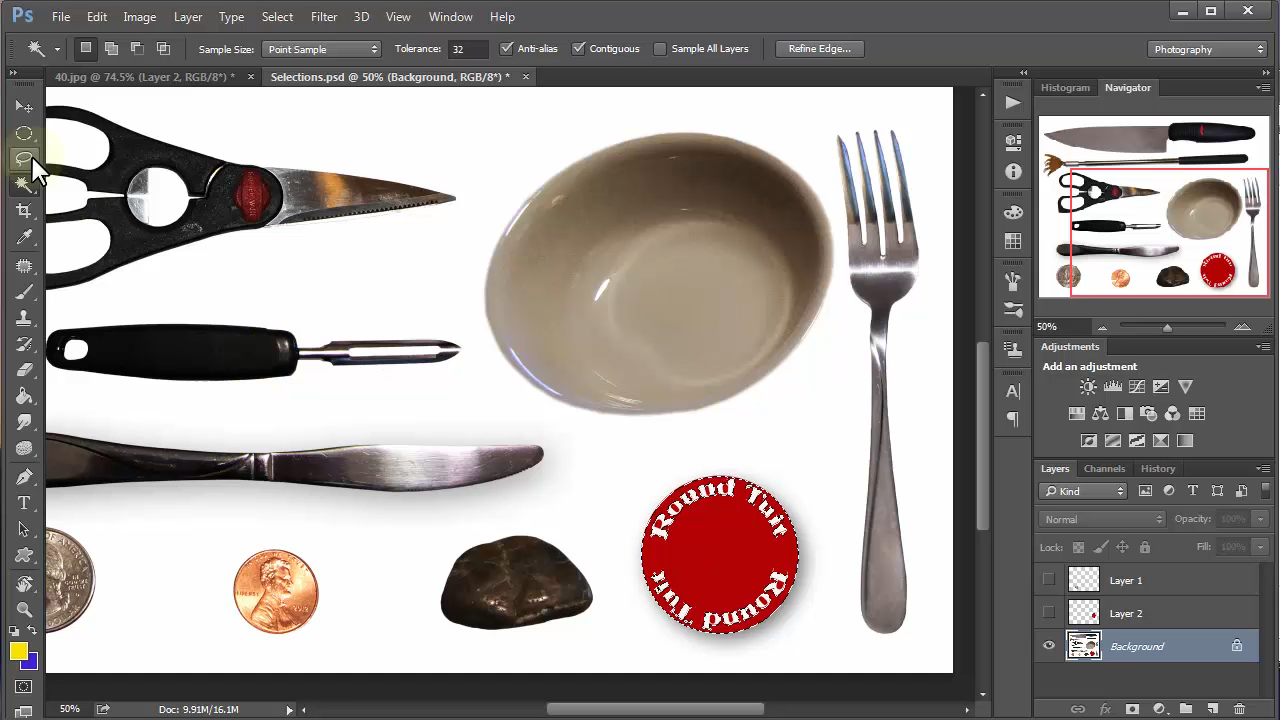 Ps File Edit Image Layer Type Select Filter 3D View Window Help
Sample Size: Point Sample Tolerance: 32 Anti-alias Contiguous Sample All Layers Refine Edge... Photography
40.jpg @ 74.5% (Layer 2, RGB/8*) * × Selections.psd @ 50% (Background, RGB/8*) * ×
Histogram Navigator
50%
Adjustments
Add an adjustment
Layers Channels History
Kind
Normal Opacity: 100%
Lock: Fill: 100%
Layer 1
Layer 2
Background
Round Tuit
Round Tuit
50% Doc: 9.91M/16.1M